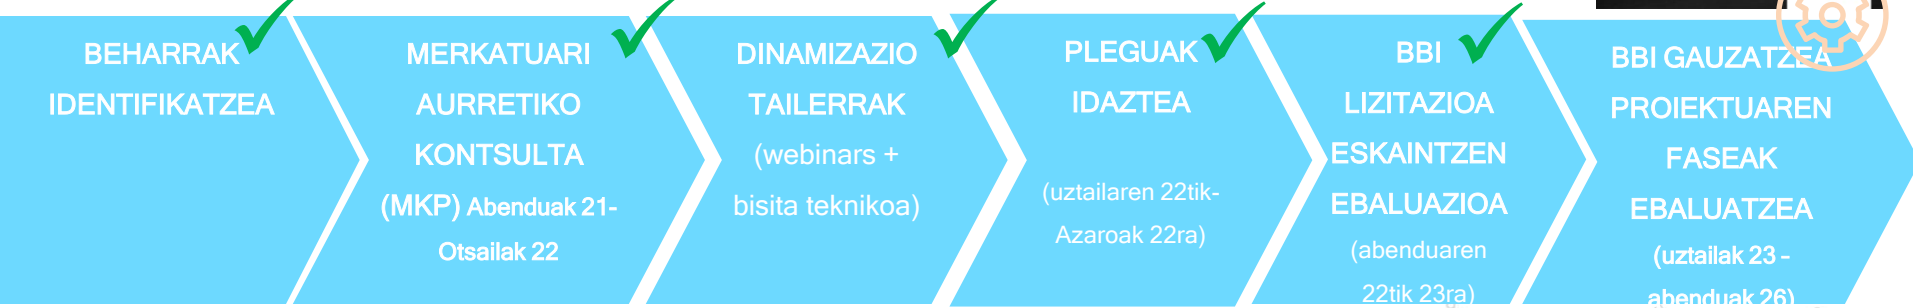 BEHARRAK
IDENTIFIKATZEA
MERKATUARI
AURRETIKO
KONTSULTA
(MKP) Abenduak 21-
Otsailak 22
DINAMIZAZIO
TAILERRAK
(webinars +
bisita teknikoa)
PLEGUAK
IDAZTEA
(uztailaren 22tik-
Azaroak 22ra)
BBI
LIZITAZIOA
ESKAINTZEN
EBALUAZIOA
(abenduaren
22tik 23ra)
BBI GAUZATZEA
PROIEKTUAREN
FASEAK
EBALUATZEA
(uztailak 23 -
abenduak 26)